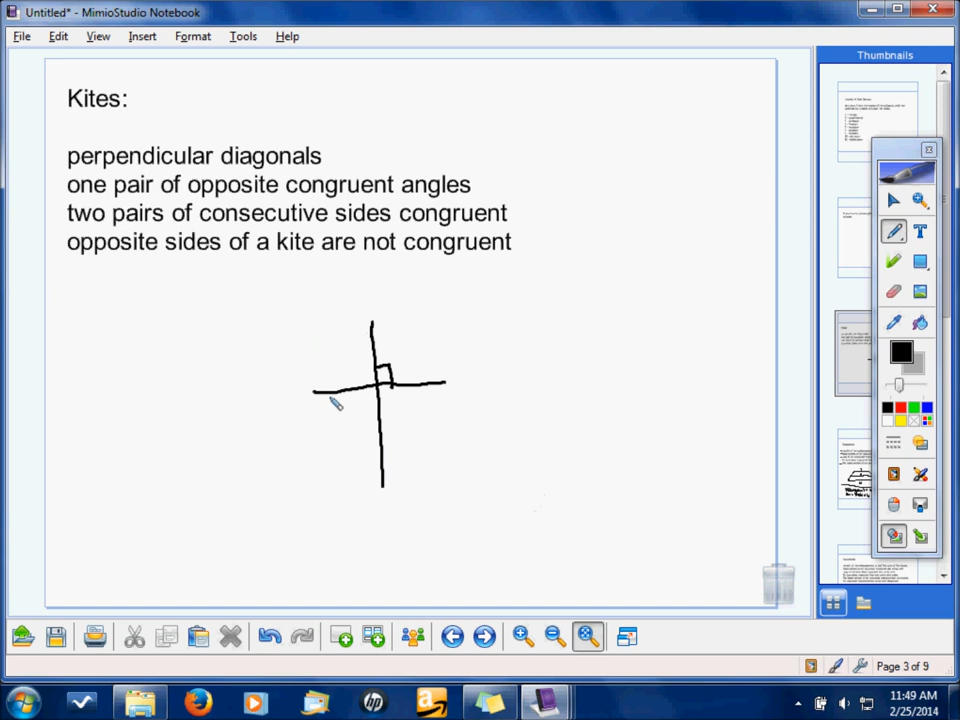 Untitled* - MimioStudio Notebook
File Edit View Insert Format Tools Help
Kites:
perpendicular diagonals
one pair of opposite congruent angles
two pairs of consecutive sides congruent
opposite sides of a kite are not congruent
Thumbnails
Page 3 of 9
11:49 AM
2/25/2014